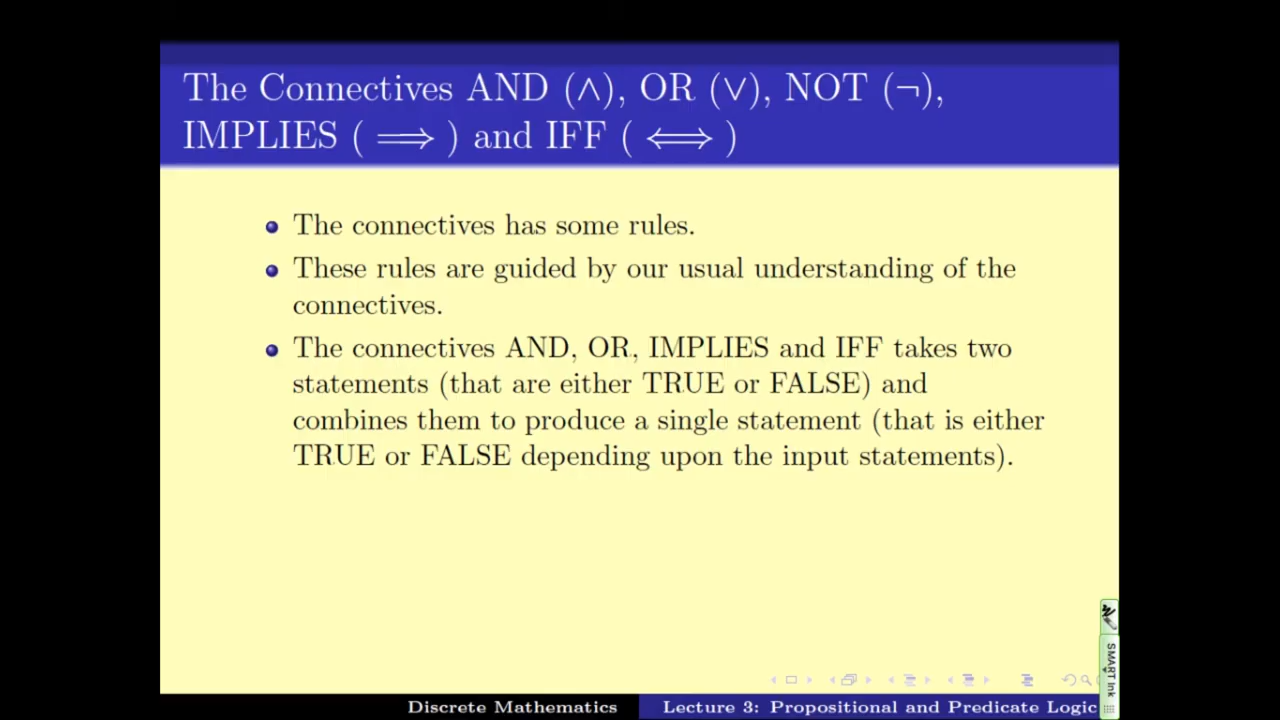 The Connectives AND (∧), OR (∨), NOT (¬),
IMPLIES ( ⟹ ) and IFF ( ⟺ )
The connectives has some rules.
These rules are guided by our usual understanding of the
connectives.
The connectives AND, OR, IMPLIES and IFF takes two
statements (that are either TRUE or FALSE) and
combines them to produce a single statement (that is either
TRUE or FALSE depending upon the input statements).
SMART Ink
Discrete Mathematics
Lecture 3: Propositional and Predicate Logic